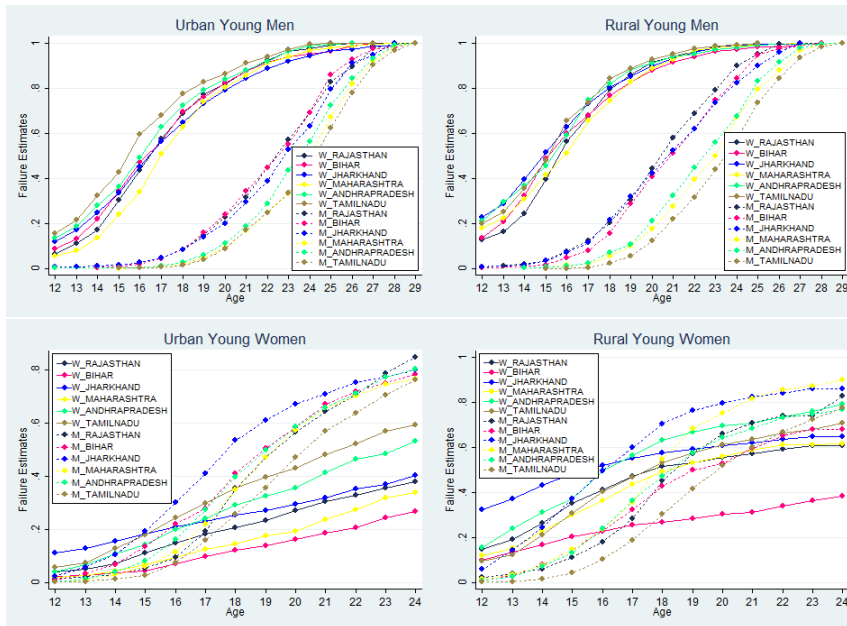 Urban Young Men
Failure Estimates
1
.8
.6
.4
.2
0
12 13 14 15 16 17 18 19 20 21 22 23 24 25 26 27 28 29
Age
W_RAJASTHAN
W_BIHAR
W_JHARKHAND
W_MAHARASHTRA
W_ANDHRAPRADESH
W_TAMILNADU
M_RAJASTHAN
M_BIHAR
M_JHARKHAND
M_MAHARASHTRA
M_ANDHRAPRADESH
M_TAMILNADU
Rural Young Men
Failure Estimates
1
.8
.6
.4
.2
0
12 13 14 15 16 17 18 19 20 21 22 23 24 25 26 27 28 29
Age
W_RAJASTHAN
W_BIHAR
W_JHARKHAND
W_MAHARASHTRA
W_ANDHRAPRADESH
W_TAMILNADU
M_RAJASTHAN
M_BIHAR
M_JHARKHAND
M_MAHARASHTRA
M_ANDHRAPRADESH
M_TAMILNADU
Urban Young Women
Failure Estimates
.8
.6
.4
.2
0
12 13 14 15 16 17 18 19 20 21 22 23 24
Age
W_RAJASTHAN
W_BIHAR
W_JHARKHAND
W_MAHARASHTRA
W_ANDHRAPRADESH
W_TAMILNADU
M_RAJASTHAN
M_BIHAR
M_JHARKHAND
M_MAHARASHTRA
M_ANDHRAPRADESH
M_TAMILNADU
Rural Young Women
Failure Estimates
1
.8
.6
.4
.2
0
12 13 14 15 16 17 18 19 20 21 22 23 24
Age
W_RAJASTHAN
W_BIHAR
W_JHARKHAND
W_MAHARASHTRA
W_ANDHRAPRADESH
W_TAMILNADU
M_RAJASTHAN
M_BIHAR
M_JHARKHAND
M_MAHARASHTRA
M_ANDHRAPRADESH
M_TAMILNADU